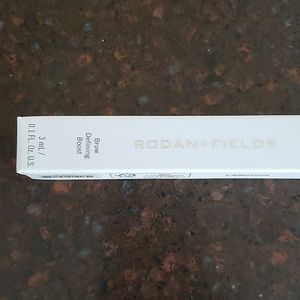 RODAN+FIELDS
Brow
Defining
Boost
3 mL/
0.1 FL. Oz. U.S.